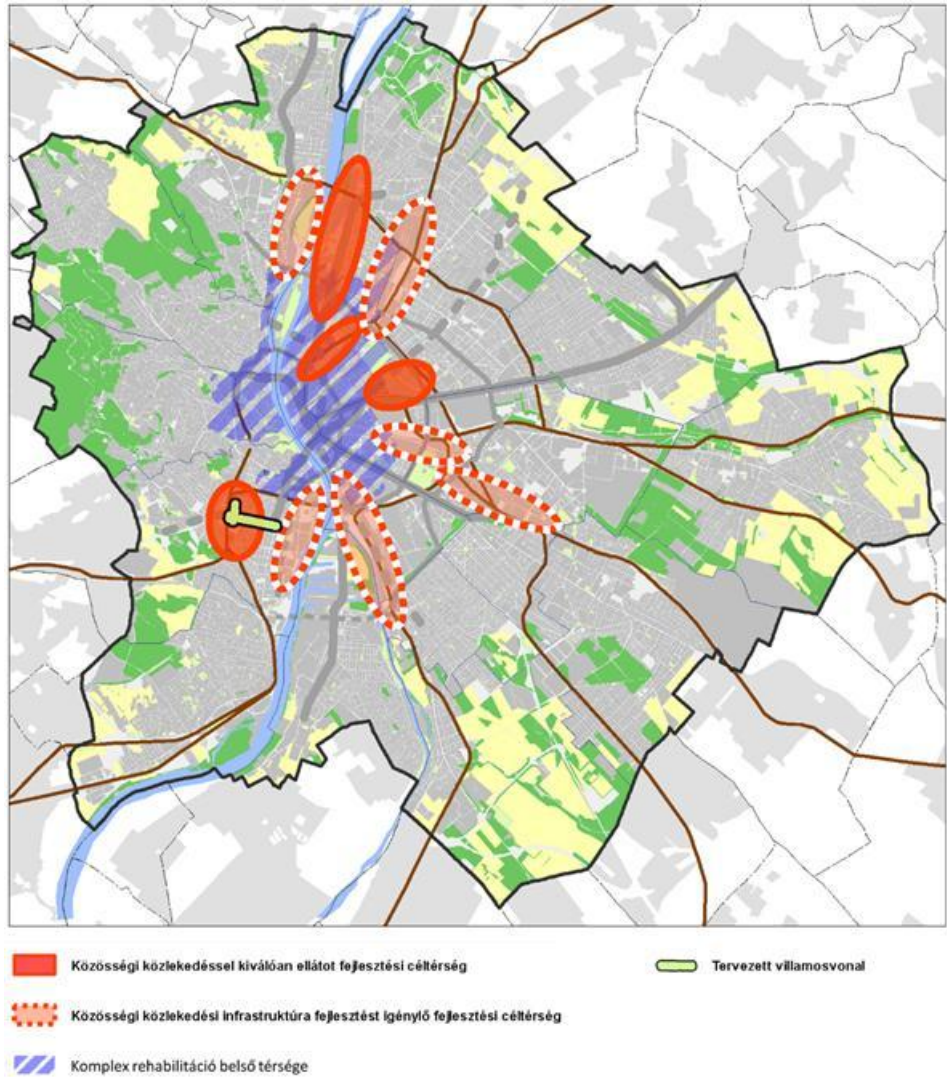 Közösségi közlekedéssel kiválóan ellátot fejlesztési céltérség
Tervezett villamosvonal
Közösségi közlekedési infrastruktúra fejlesztést igénylő fejlesztési céltérség
Komplex rehabilitáció belső térsége